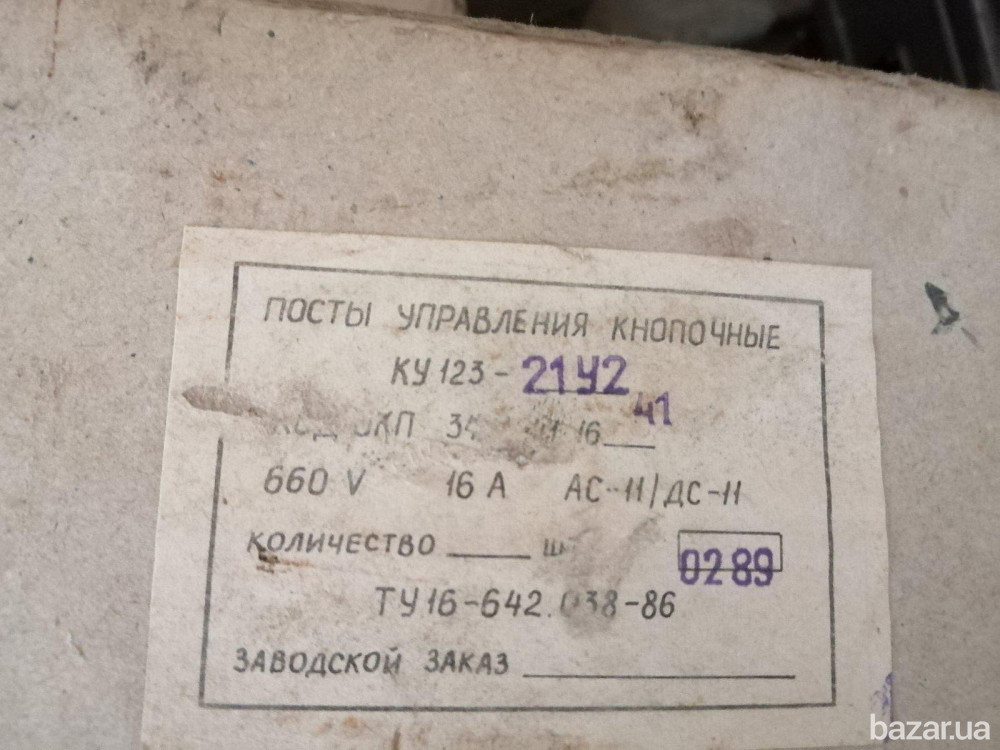 ПОСТЫ УПРАВЛЕНИЯ КНОПОЧНЫЕ
КУ 123 - 21У2
16 41
660 V 16 А АС-11/ДС-11
КОЛИЧЕСТВО
0289
ТУ16-642.038-86
ЗАВОДСКОЙ ЗАКАЗ
bazar.ua